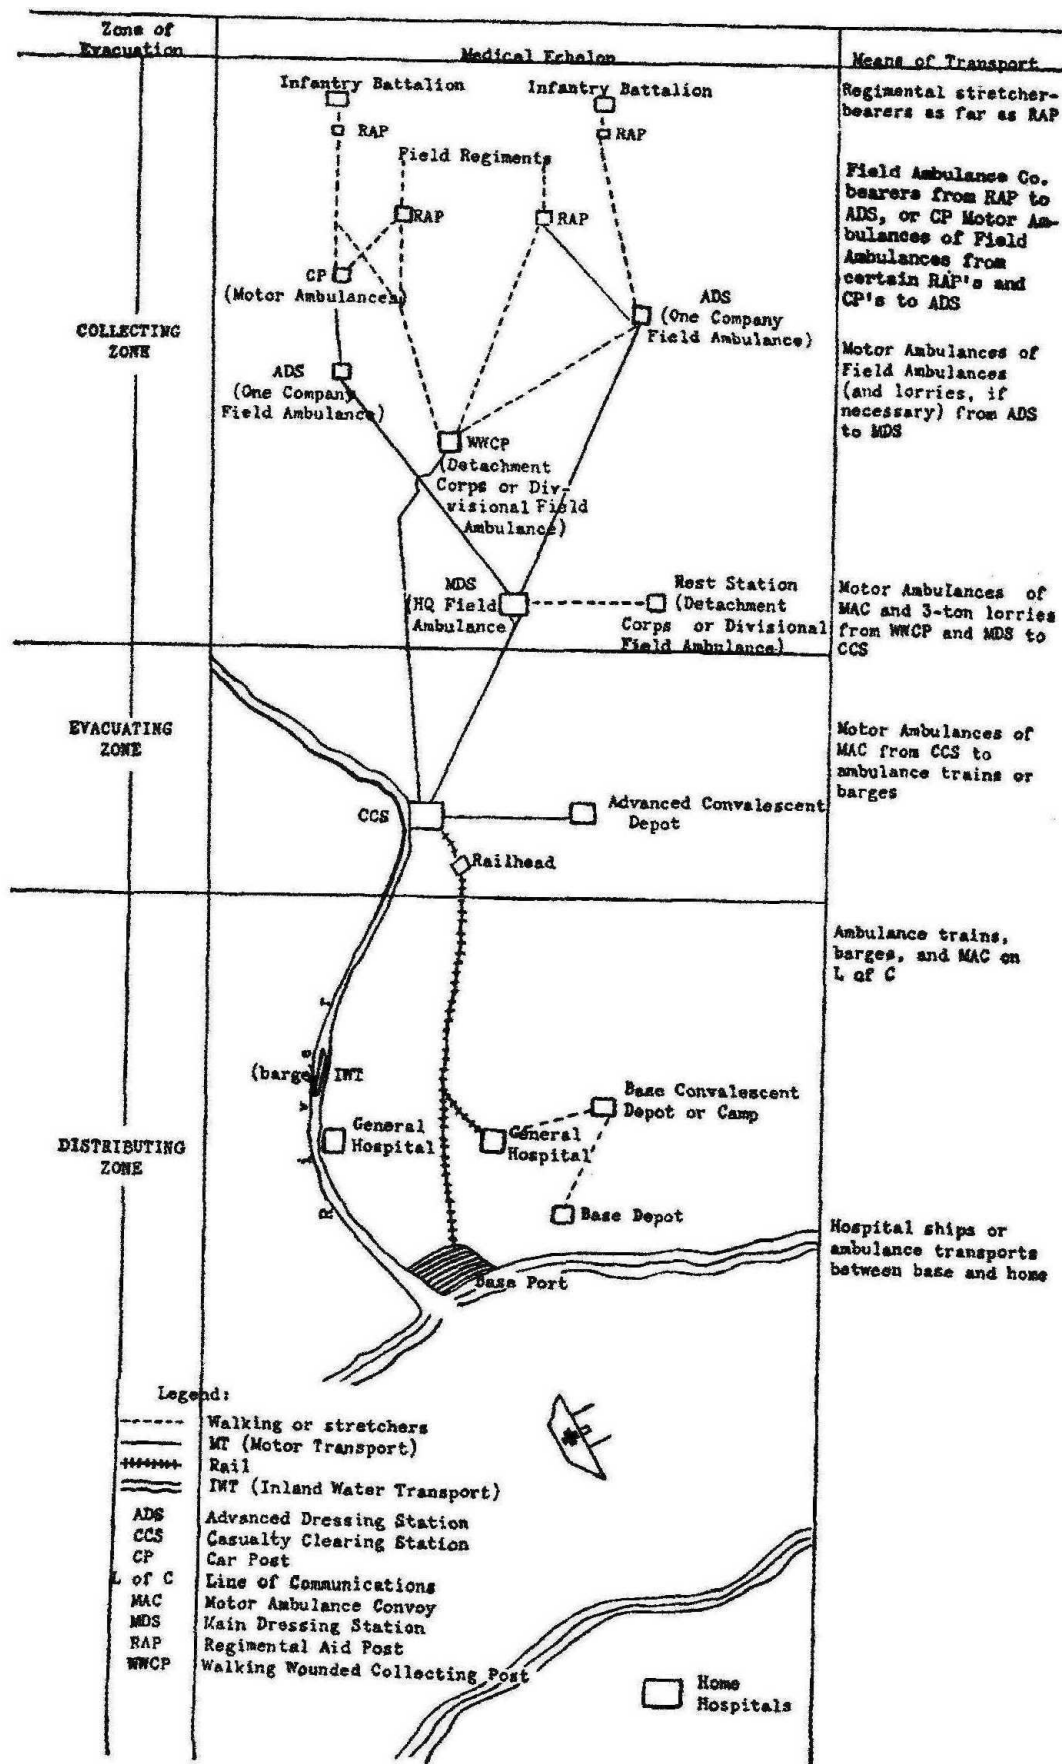 Zone of
Evacuation
Medical Echelon
Means of Transport
Infantry Battalion
Infantry Battalion
RAP
RAP
Field Regiments
RAP
RAP
CP
(Motor Ambulances)
ADS
(One Company
Field Ambulance)
ADS
(One Company
Field Ambulance)
WWCP
(Detachment
Corps or Div-
visional Field
Ambulance)
MDS
(HQ Field
Ambulance)
Rest Station
(Detachment
Corps or Divisional
Field Ambulance)
COLLECTING
ZONE
Regimental stretcher-
bearers as far as RAP
Field Ambulance Co.
bearers from RAP to
ADS, or CP Motor Am-
bulances of Field
Ambulances from
certain RAP's and
CP's to ADS
Motor Ambulances of
Field Ambulances
(and lorries, if
necessary) from ADS
to MDS
Motor Ambulances of
MAC and 3-ton lorries
from WWCP and MDS to
CCS
EVACUATING
ZONE
CCS
Advanced Convalescent
Depot
Railhead
Motor Ambulances of
MAC from CCS to
ambulance trains or
barges
DISTRIBUTING
ZONE
River
(barge) IWT
General
Hospital
General
Hospital
Base Convalescent
Depot or Camp
Base Depot
Base Port
Ambulance trains,
barges, and MAC on
L of C
Hospital ships or
ambulance transports
between base and home
Legend:
Walking or stretchers
MT (Motor Transport)
Rail
IWT (Inland Water Transport)
ADS Advanced Dressing Station
CCS Casualty Clearing Station
CP Car Post
L of C Line of Communications
MAC Motor Ambulance Convoy
MDS Main Dressing Station
RAP Regimental Aid Post
WWCP Walking Wounded Collecting Post
Home
Hospitals